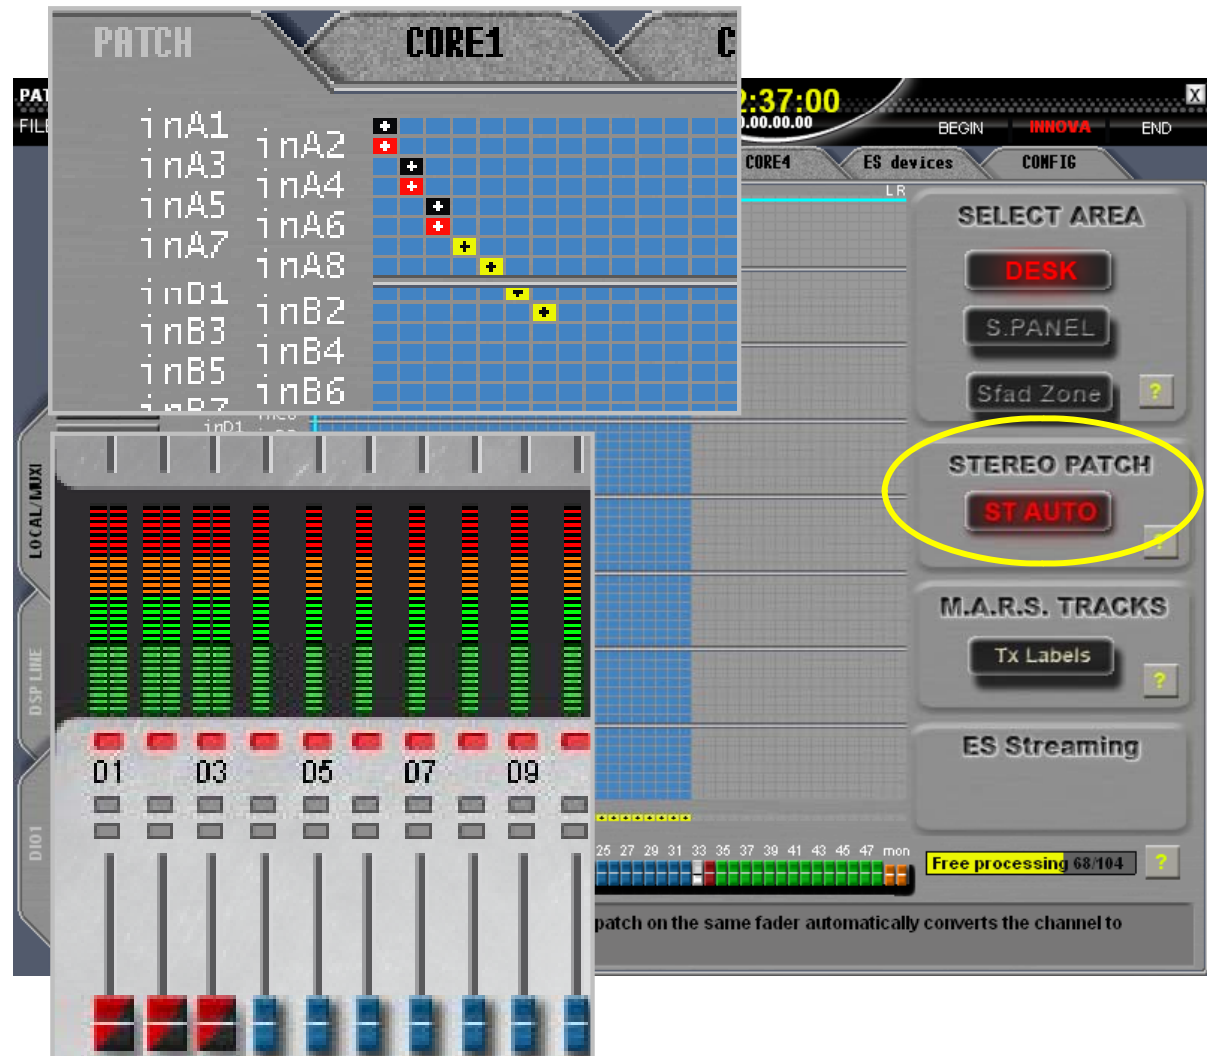 PATCH
CORE1
inA1
inA2
inA3
inA4
inA5
inA6
inA7
inA8
inD1
inB2
inB3
inB4
inB5
inB6
2:37:00
0.00.00.00
X
BEGIN
INNOVA
END
CORE4
ES devices
CONFIG
L R
SELECT AREA
DESK
S.PANEL
Sfad Zone
?
STEREO PATCH
ST AUTO
?
M.A.R.S. TRACKS
Tx Labels
?
ES Streaming
inD1
LOCAL/MUXI
DSP LINE
DIO1
D1 D3 D5 D7 D9
25 27 29 31 33 35 37 39 41 43 45 47 mon
Free processing 68/104
?
patch on the same fader automatically converts the channel to